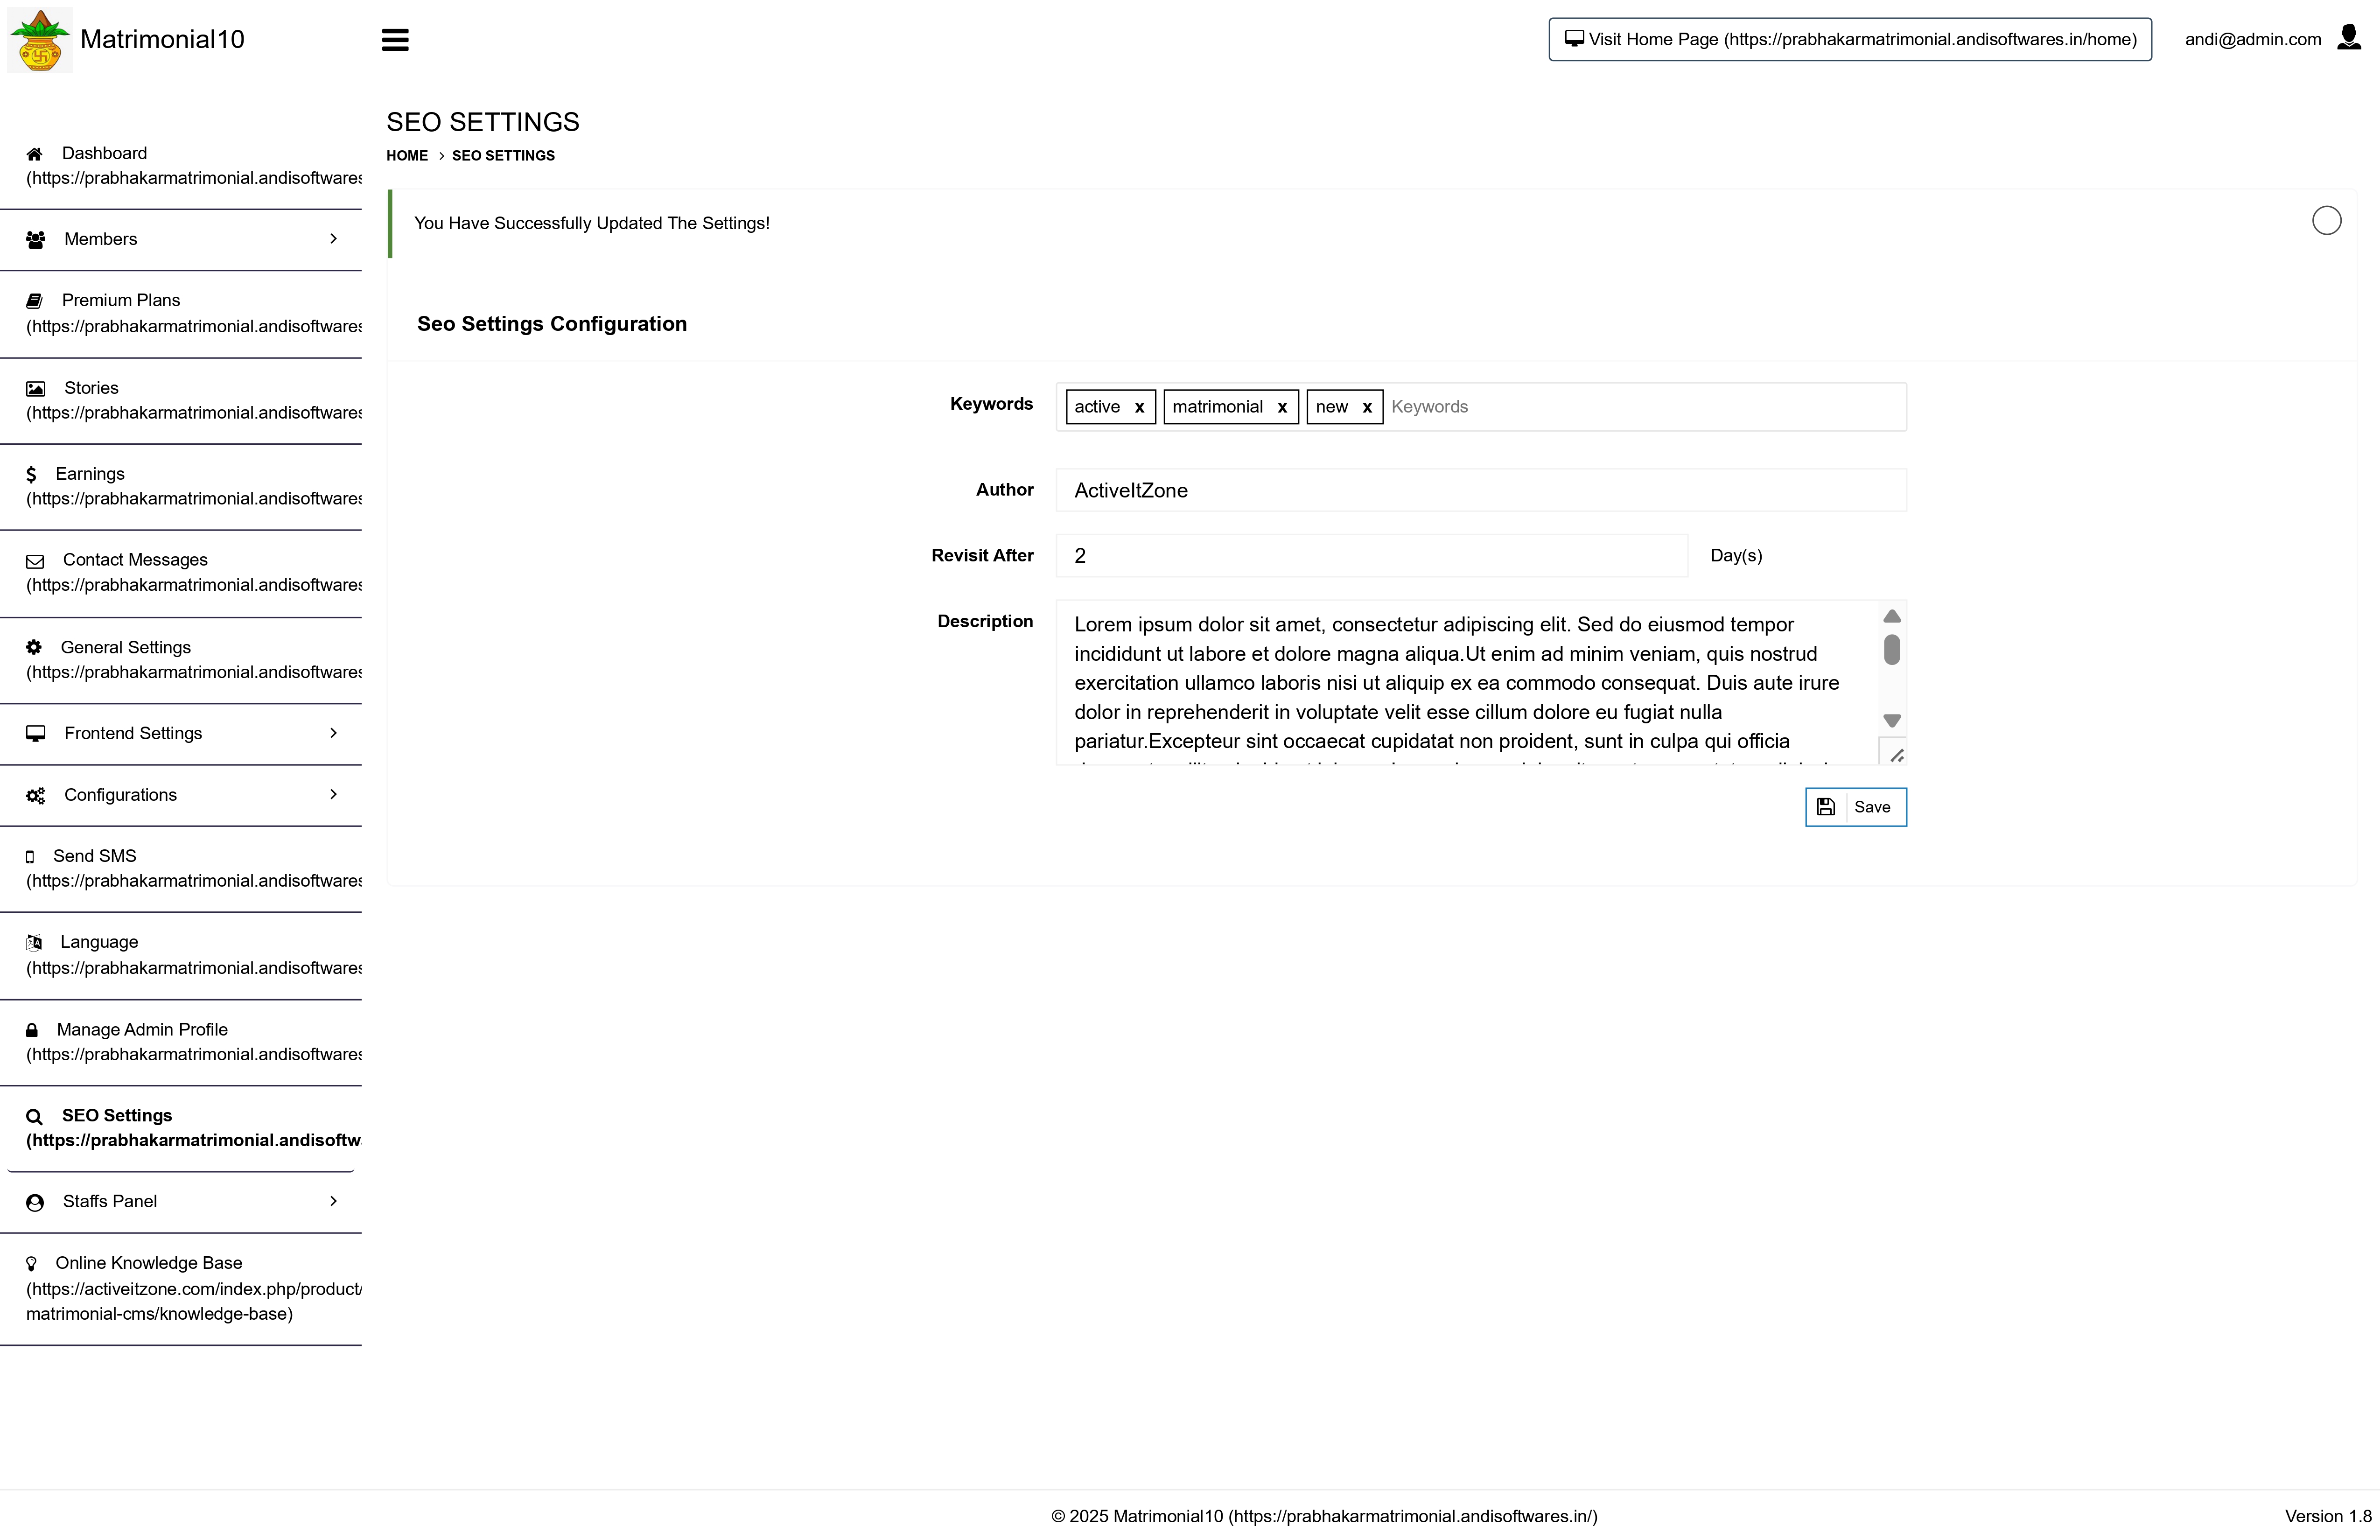 Matrimonial10
Visit Home Page (https://prabhakarmatrimonial.andisoftwares.in/home)
andi@admin.com
Dashboard
(https://prabhakarmatrimonial.andisoftwares
Members
Premium Plans
(https://prabhakarmatrimonial.andisoftwares
Stories
(https://prabhakarmatrimonial.andisoftwares
Earnings
(https://prabhakarmatrimonial.andisoftwares
Contact Messages
(https://prabhakarmatrimonial.andisoftwares
General Settings
(https://prabhakarmatrimonial.andisoftwares
Frontend Settings
Configurations
Send SMS
(https://prabhakarmatrimonial.andisoftwares
Language
(https://prabhakarmatrimonial.andisoftwares
Manage Admin Profile
(https://prabhakarmatrimonial.andisoftwares
SEO Settings
(https://prabhakarmatrimonial.andisoftw
Staffs Panel
Online Knowledge Base
(https://activeitzone.com/index.php/product/
matrimonial-cms/knowledge-base)
SEO SETTINGS
HOME > SEO SETTINGS
You Have Successfully Updated The Settings!
Seo Settings Configuration
Keywords active x matrimonial x new x Keywords
Author ActiveItZone
Revisit After 2 Day(s)
Description Lorem ipsum dolor sit amet, consectetur adipiscing elit. Sed do eiusmod tempor
incididunt ut labore et dolore magna aliqua.Ut enim ad minim veniam, quis nostrud
exercitation ullamco laboris nisi ut aliquip ex ea commodo consequat. Duis aute irure
dolor in reprehenderit in voluptate velit esse cillum dolore eu fugiat nulla
pariatur.Excepteur sint occaecat cupidatat non proident, sunt in culpa qui officia
Save
© 2025 Matrimonial10 (https://prabhakarmatrimonial.andisoftwares.in/)
Version 1.8